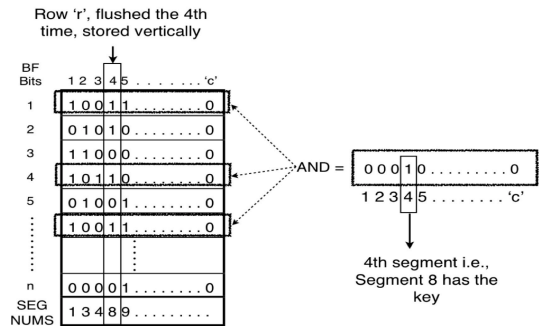 Row 'r', flushed the 4th
time, stored vertically
BF
Bits 1 2 3 4 5 . . . . . . . 'c'
1 1 0 0 1 1 . . . . . . . . 0
2 0 1 0 1 0 . . . . . . . . 0
3 1 1 0 0 0 . . . . . . . . 0
4 1 0 1 1 0 . . . . . . . . 0
5 0 1 0 0 1 . . . . . . . . 0
1 0 0 1 1 . . . . . . . . 0
n 0 0 0 0 1 . . . . . . . . 0
SEG
NUMS 1 3 4 8 9 . . . . . . . . .
AND = 0 0 0 1 0 . . . . . . . . . 0
1 2 3 4 5 . . . . . . . . 'c'
4th segment i.e.,
Segment 8 has the
key